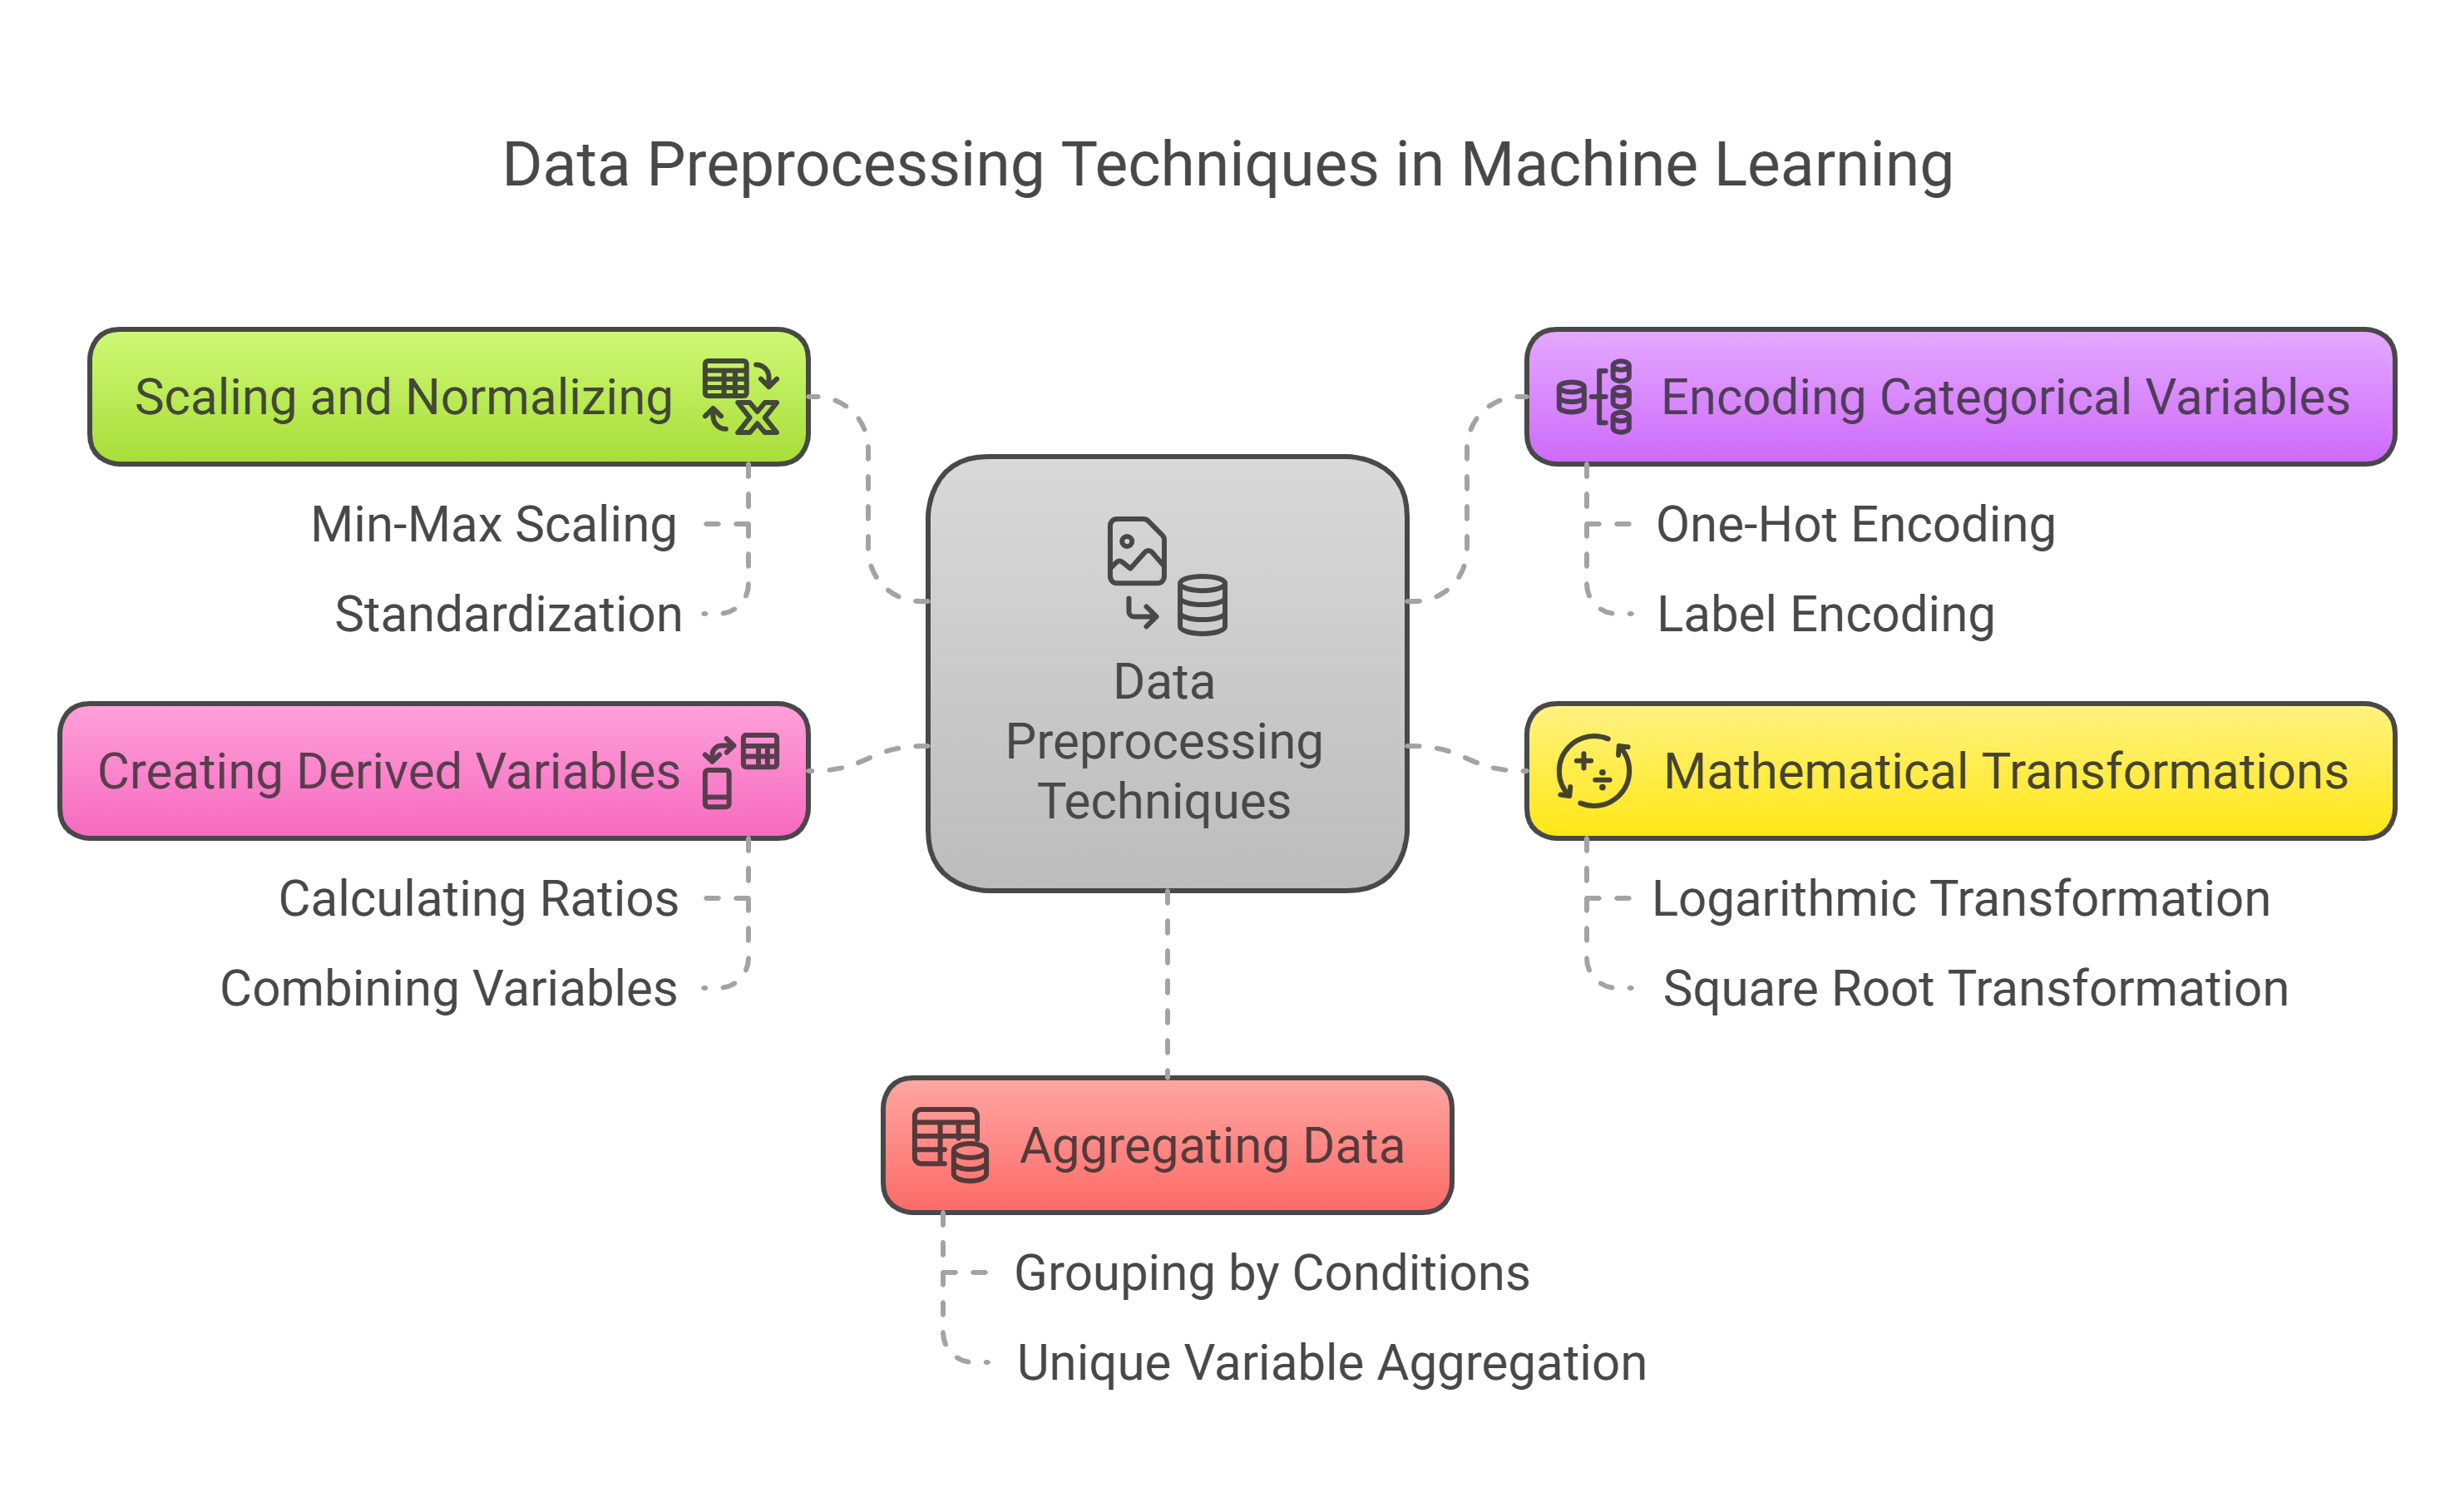 Data Preprocessing Techniques in Machine Learning
Scaling and Normalizing
Min-Max Scaling
Standardization
Creating Derived Variables
Calculating Ratios
Combining Variables
Data
Preprocessing
Techniques
Encoding Categorical Variables
One-Hot Encoding
Label Encoding
Mathematical Transformations
Logarithmic Transformation
Square Root Transformation
Aggregating Data
Grouping by Conditions
Unique Variable Aggregation